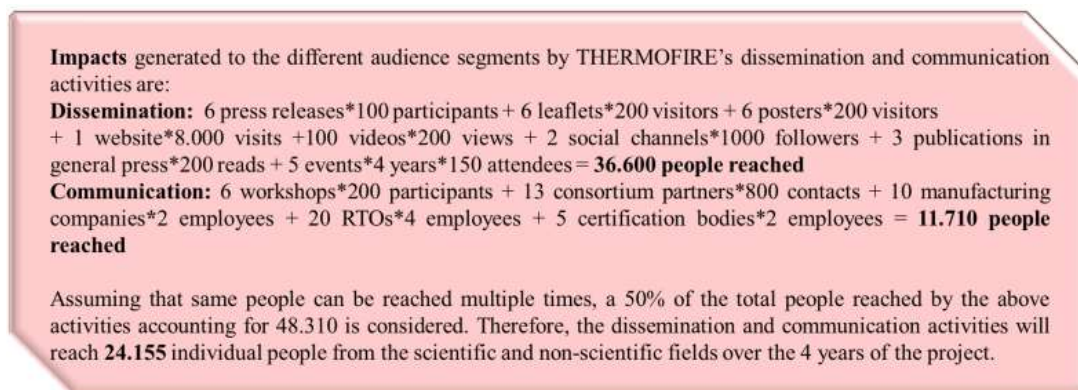 Impacts generated to the different audience segments by THERMOFIRE's dissemination and communication
activities are:
Dissemination: 6 press releases*100 participants + 6 leaflets*200 visitors + 6 posters*200 visitors
+ 1 website*8.000 visits +100 videos*200 views + 2 social channels*1000 followers + 3 publications in
general press*200 reads + 5 events*4 years*150 attendees = 36.600 people reached
Communication: 6 workshops*200 participants + 13 consortium partners*800 contacts + 10 manufacturing
companies*2 employees + 20 RTOs*4 employees + 5 certification bodies*2 employees = 11.710 people
reached
Assuming that same people can be reached multiple times, a 50% of the total people reached by the above
activities accounting for 48.310 is considered. Therefore, the dissemination and communication activities will
reach 24.155 individual people from the scientific and non-scientific fields over the 4 years of the project.